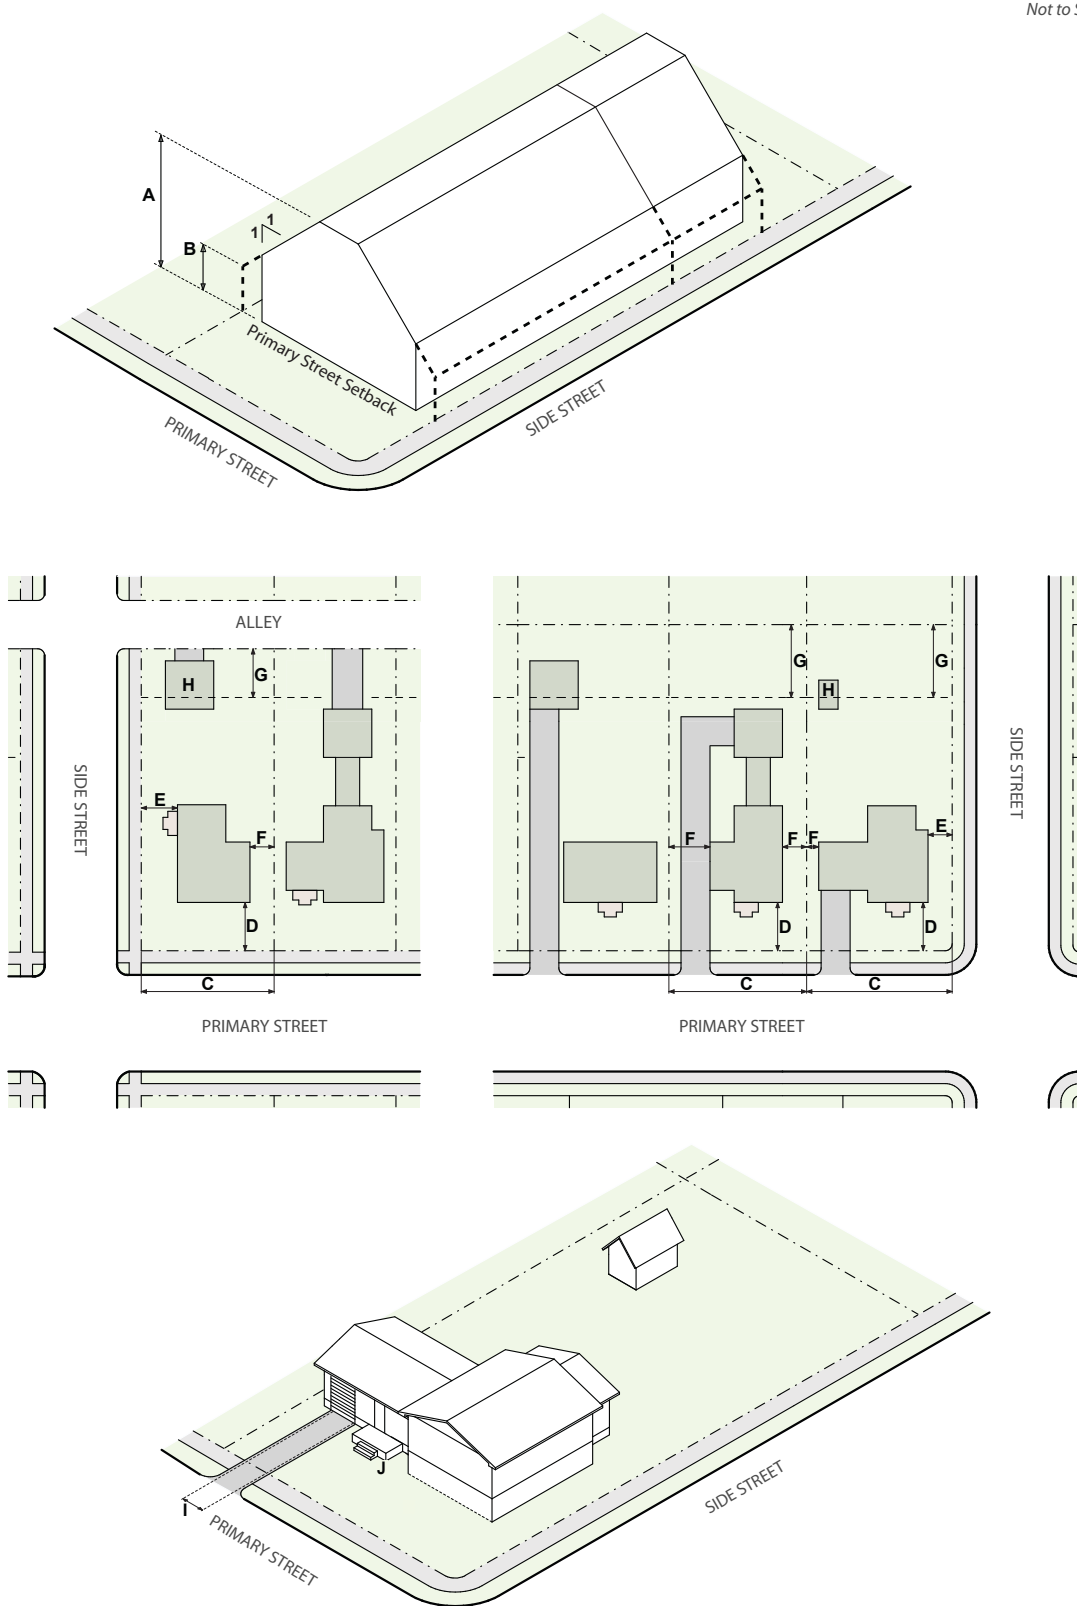 Not to S
A
1
1
B
Primary Street Setback
PRIMARY STREET
SIDE STREET
ALLEY
H
G
G
G
H
SIDE STREET
SIDE STREET
E
F
F
F
F
E
D
D
D
C
C
C
PRIMARY STREET
PRIMARY STREET
J
I
PRIMARY STREET
SIDE STREET